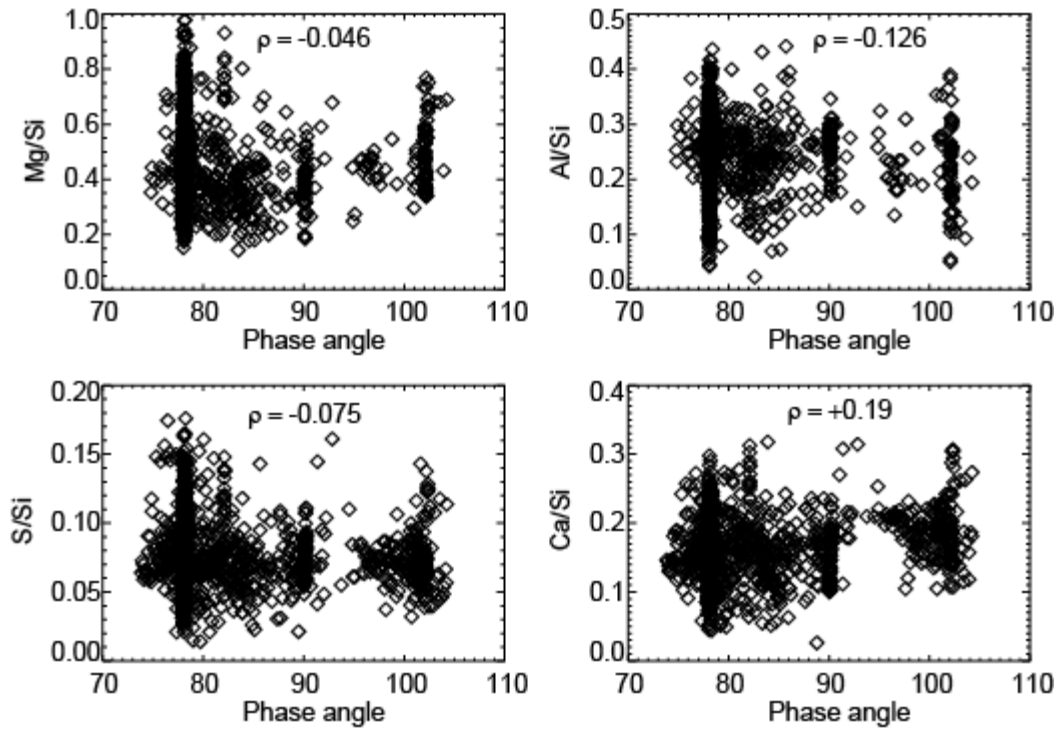 1.0
0.8
0.6
0.4
0.2
0.0
Mg/Si
ρ = -0.046
70 80 90 100 110
Phase angle
0.5
0.4
0.3
0.2
0.1
0.0
Al/Si
ρ = -0.126
70 80 90 100 110
Phase angle
0.20
0.15
0.10
0.05
0.00
S/Si
ρ = -0.075
70 80 90 100 110
Phase angle
0.4
0.3
0.2
0.1
0.0
Ca/Si
ρ = +0.19
70 80 90 100 110
Phase angle